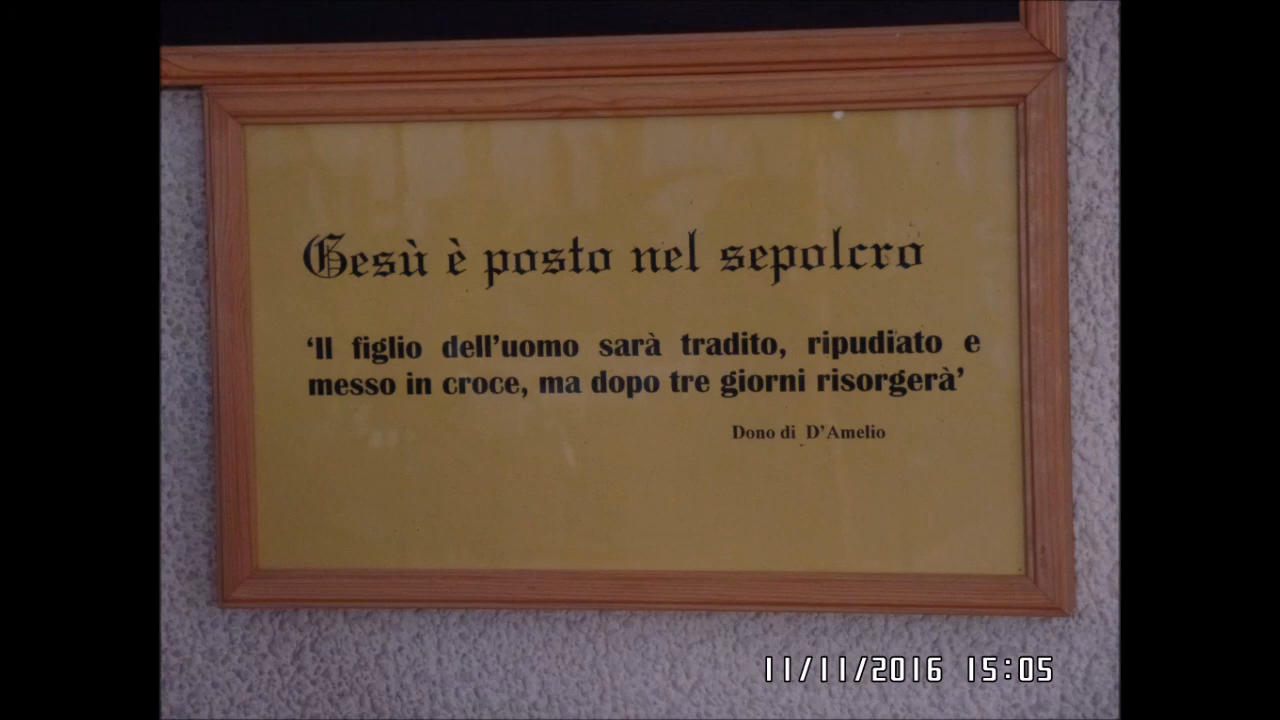 Gesù è posto nel sepolcro
‘Il figlio dell’uomo sarà tradito, ripudiato e
messo in croce, ma dopo tre giorni risorgerà’
Dono di D’Amelio
11/11/2016 15:05